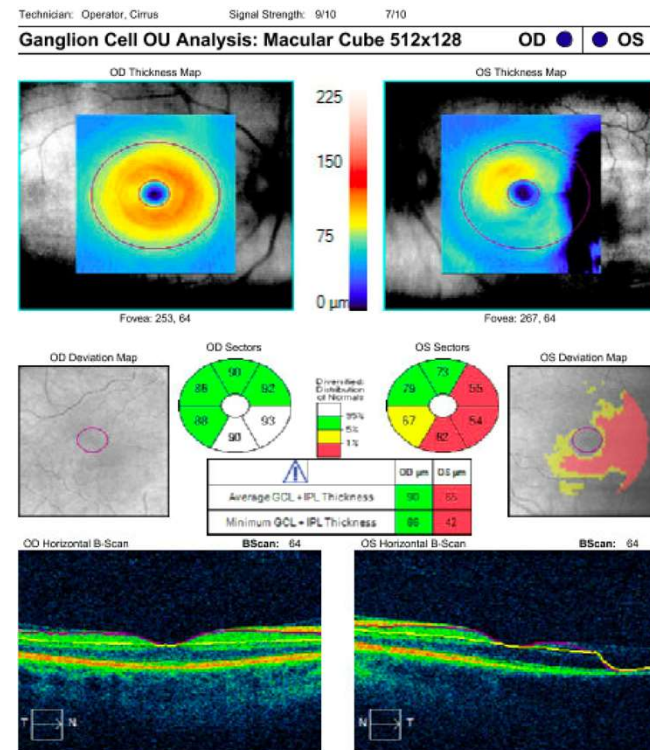 Technician: Operator, Cirrus Signal Strength: 9/10 7/10
Ganglion Cell OU Analysis: Macular Cube 512x128 OD OS
OD Thickness Map OS Thickness Map
225
150
75
0 µm
Fovea: 253, 64 Fovea: 267, 64
OD Sectors OS Sectors
OD Deviation Map OS Deviation Map
90 73
86 92 79 55
Diversified:
Distribution
of Normals
95%
5%
1%
88 93 67 54
90
OD µm OS µm
Average GCL + IPL Thickness 90 65
Minimum GCL + IPL Thickness 86 42
OD Horizontal B-Scan BScan: 64 OS Horizontal B-Scan BScan: 64
T N N T